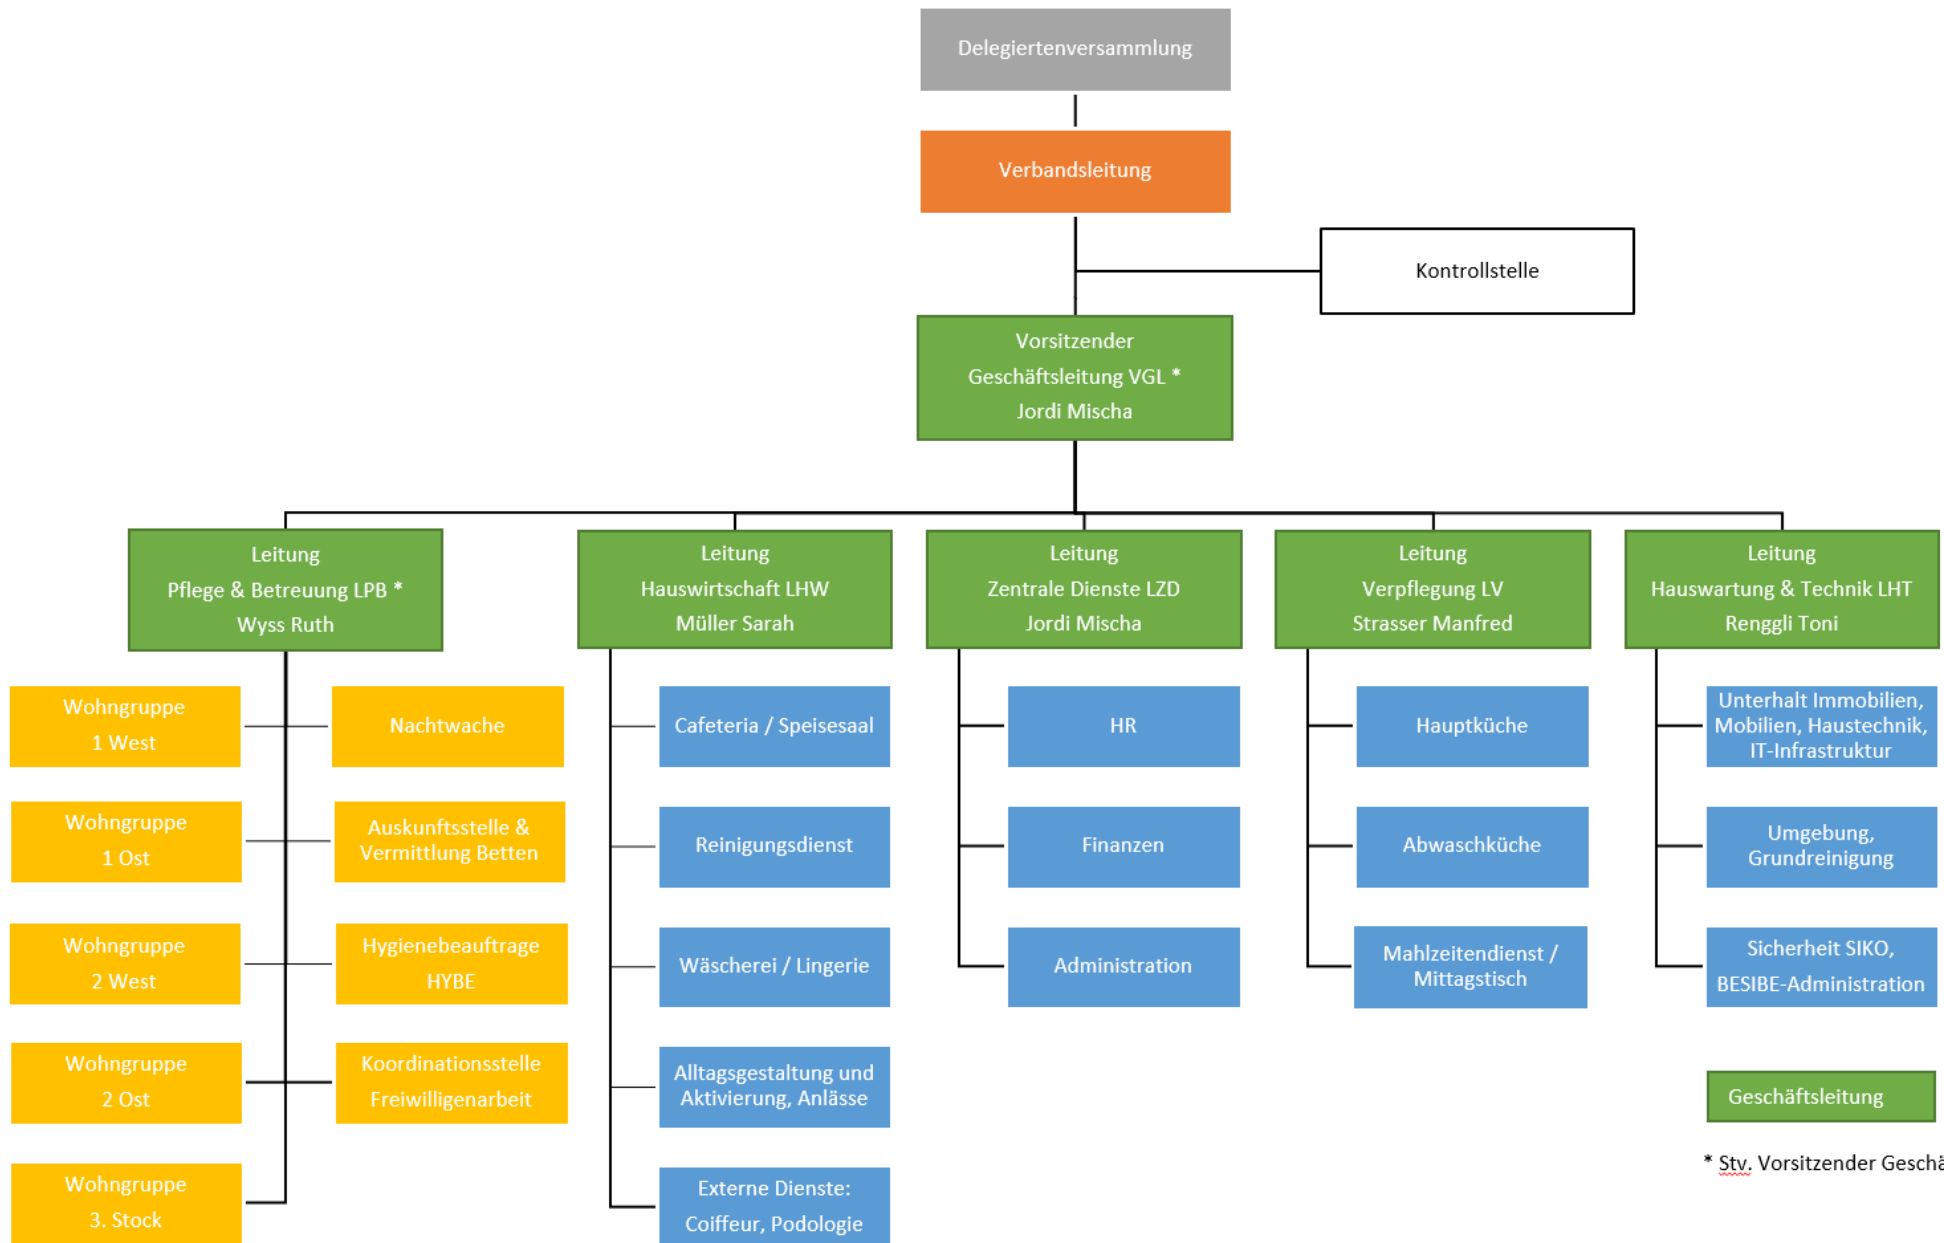 Delegiertenversammlung
Verbandsleitung
Kontrollstelle
Vorsitzender
Geschäftsleitung VGL *
Jordi Mischa
Leitung
Pflege & Betreuung LPB *
Wyss Ruth
Leitung
Hauswirtschaft LHW
Müller Sarah
Leitung
Zentrale Dienste LZD
Jordi Mischa
Leitung
Verpflegung LV
Strasser Manfred
Leitung
Hauswartung & Technik LHT
Renggli Toni
Wohngruppe
1 West
Nachtwache
Cafeteria / Speisesaal
HR
Hauptküche
Unterhalt Immobilien,
Mobilien, Haustechnik,
IT-Infrastruktur
Wohngruppe
1 Ost
Auskunftsstelle &
Vermittlung Betten
Reinigungsdienst
Finanzen
Abwaschküche
Umgebung,
Grundreinigung
Wohngruppe
2 West
Hygienebeauftrage
HYBE
Wäscherei / Lingerie
Administration
Mahlzeitendienst /
Mittagstisch
Sicherheit SIKO,
BESIBE-Administration
Wohngruppe
2 Ost
Koordinationsstelle
Freiwilligenarbeit
Alltagsgestaltung und
Aktivierung, Anlässe
Geschäftsleitung
Wohngruppe
3. Stock
Externe Dienste:
Coiffeur, Podologie
* Stv. Vorsitzender Geschä